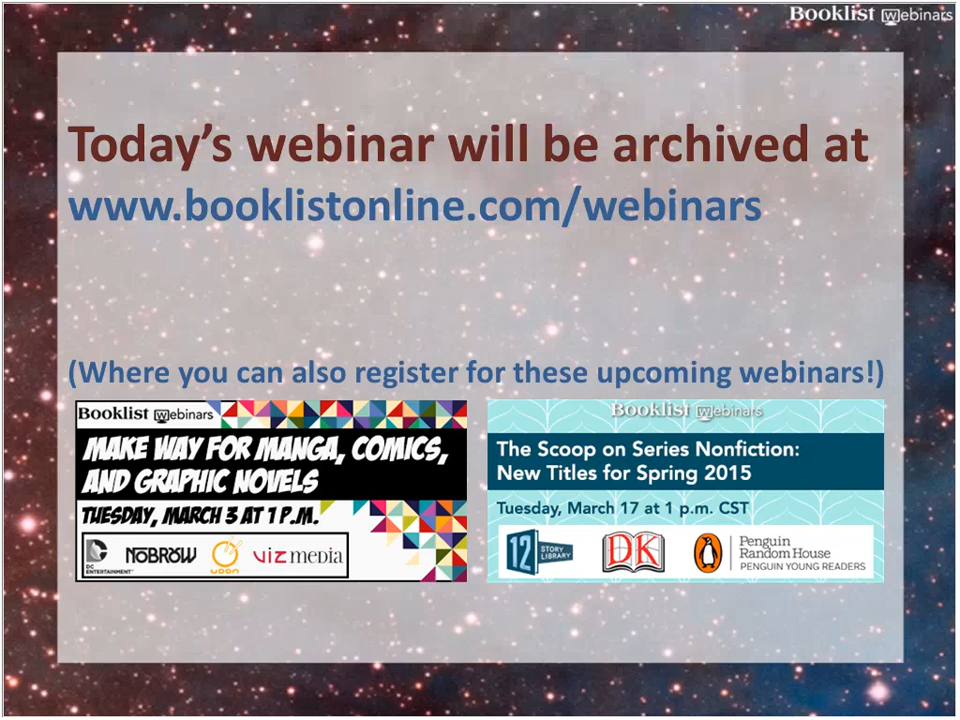 Booklist Webinars
Today's webinar will be archived at
www.booklistonline.com/webinars
(Where you can also register for these upcoming webinars!)
Booklist Webinars
MAKE WAY FOR MANGA, COMICS,
AND GRAPHIC NOVELS
TUESDAY, MARCH 3 AT 1 P.M.
DC
ENTERTAINMENT
NOBROW
UDON
VIZ media
Booklist Webinars
The Scoop on Series Nonfiction:
New Titles for Spring 2015
Tuesday, March 17 at 1 p.m. CST
12
STORY
LIBRARY
DK
Penguin
Random House
PENGUIN YOUNG READERS